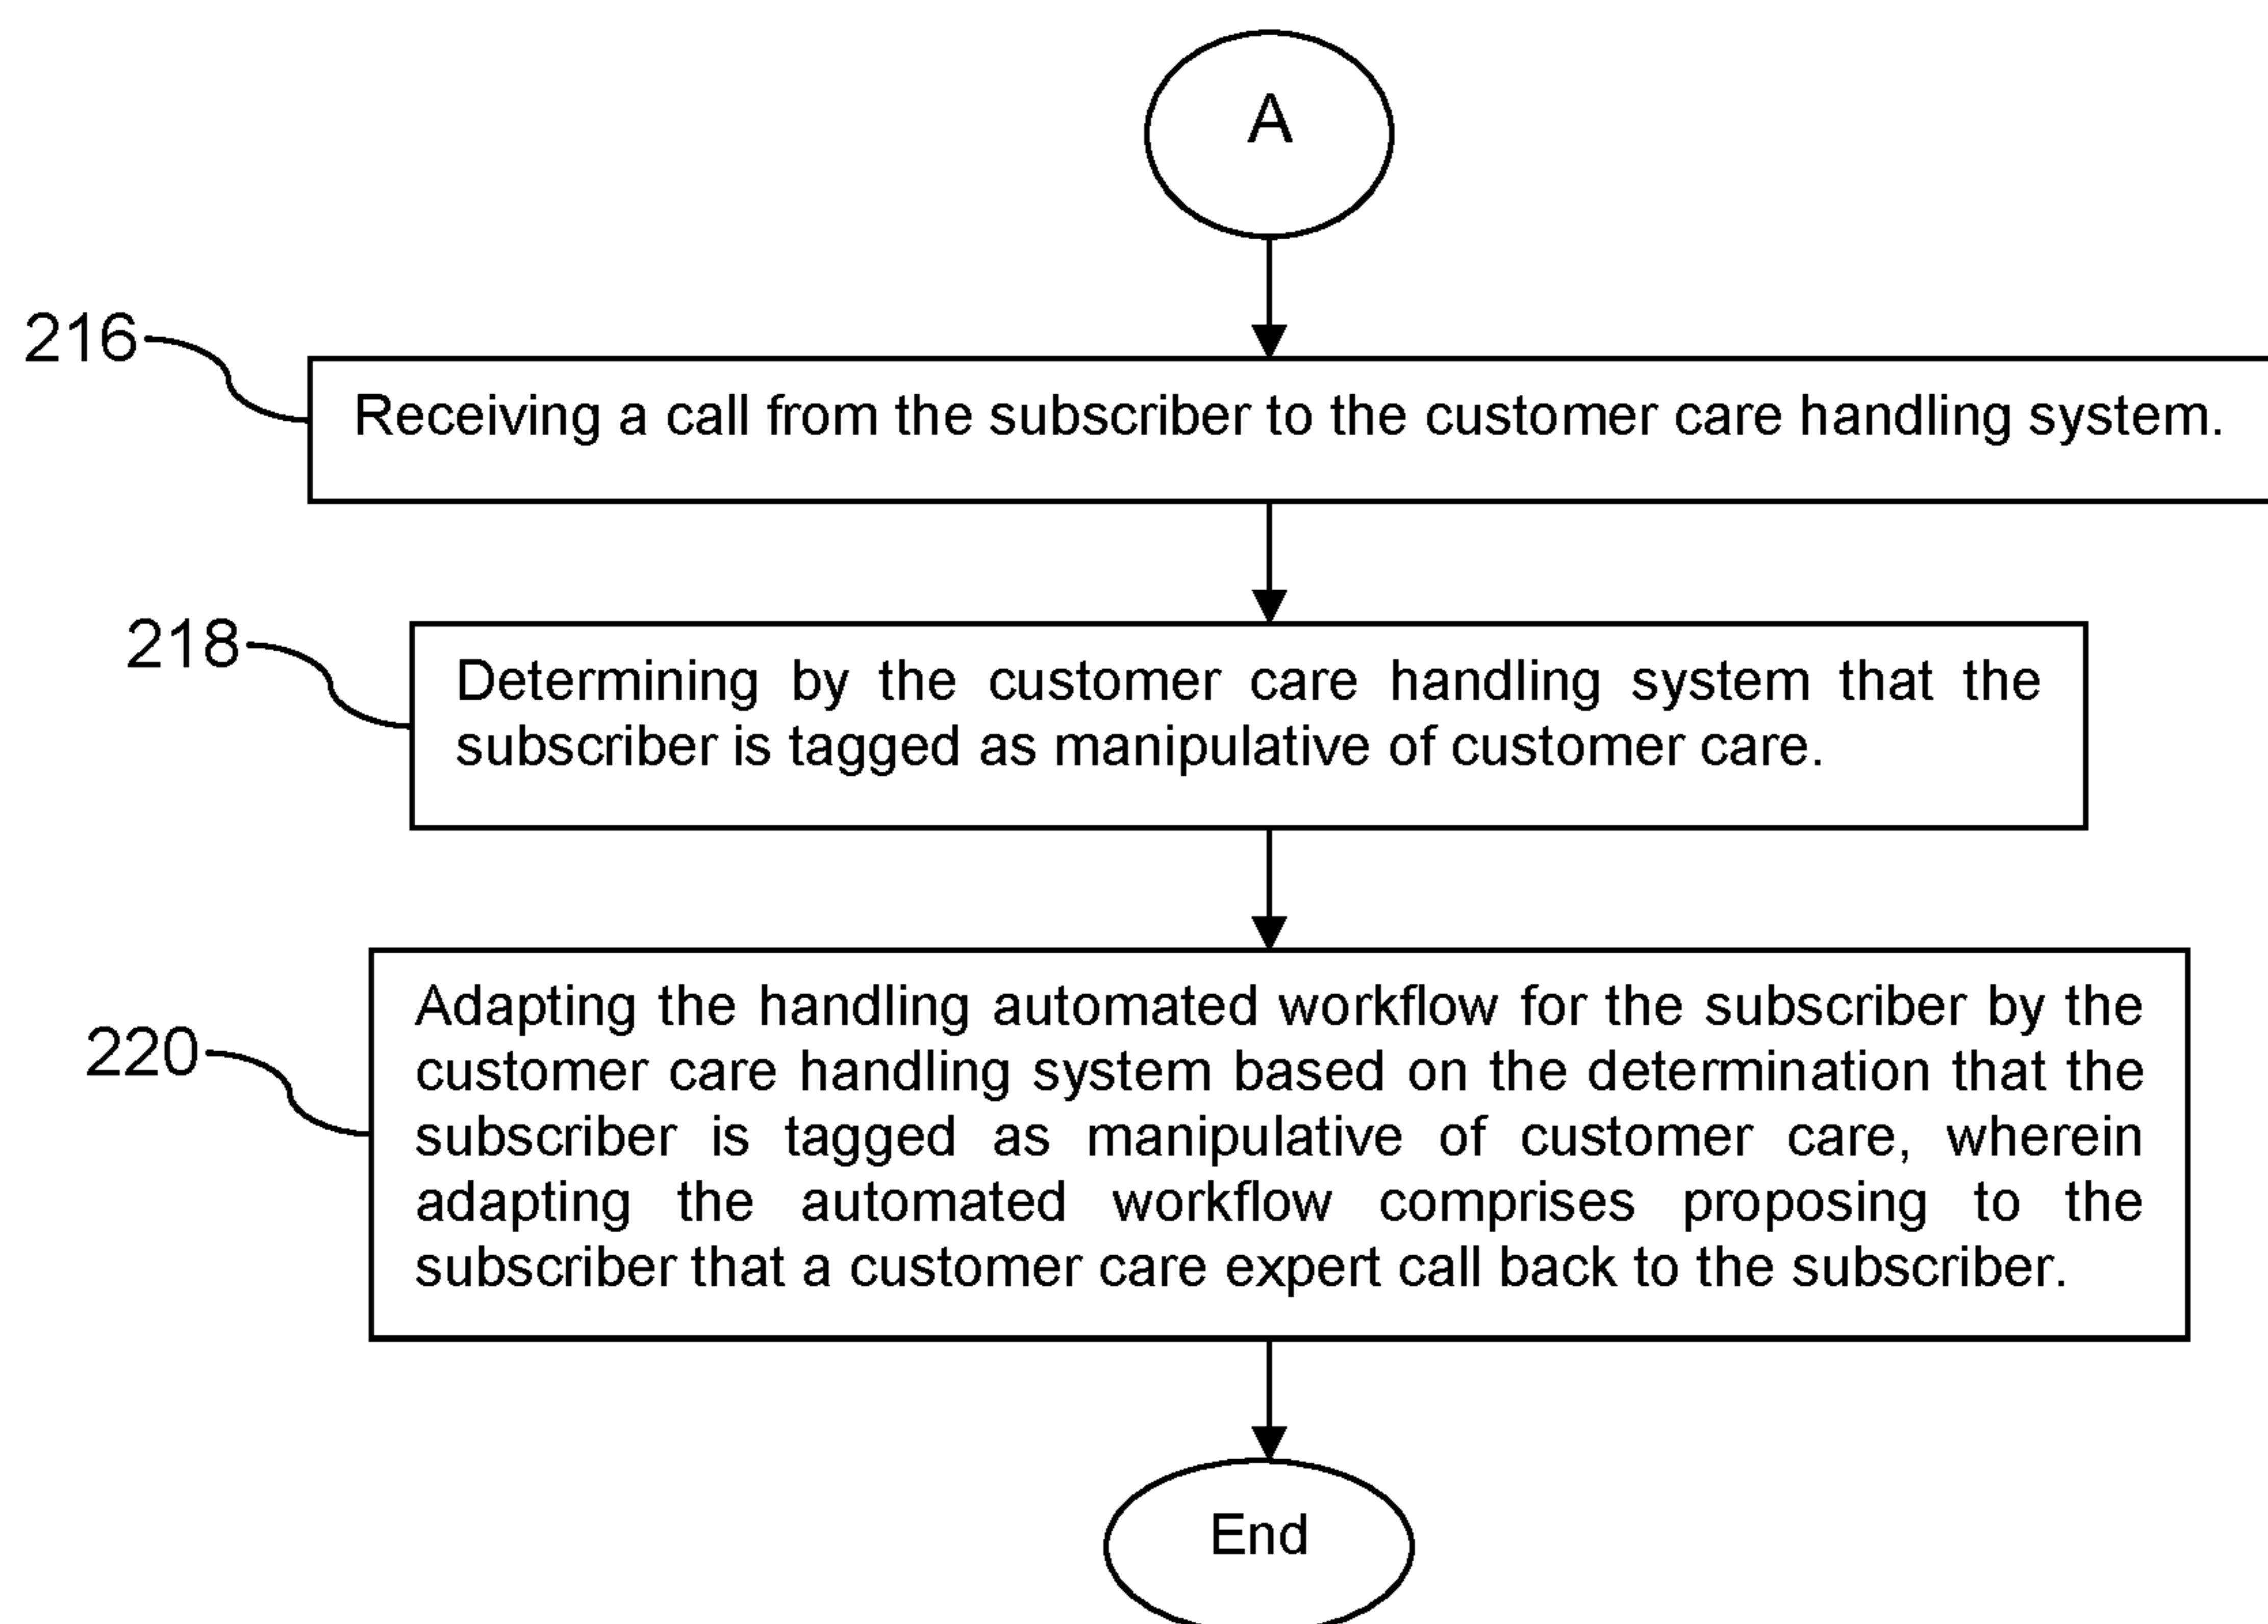 A
216
Receiving a call from the subscriber to the customer care handling system.
218
Determining by the customer care handling system that the
subscriber is tagged as manipulative of customer care.
220
Adapting the handling automated workflow for the subscriber by the
customer care handling system based on the determination that the
subscriber is tagged as manipulative of customer care, wherein
adapting the automated workflow comprises proposing to the
subscriber that a customer care expert call back to the subscriber.
End